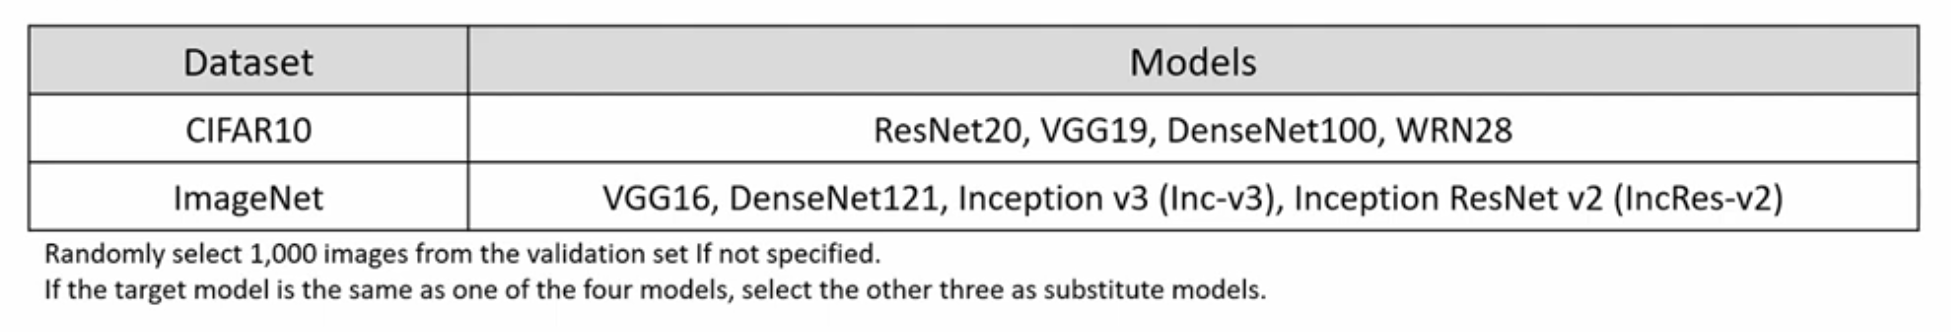 Dataset Models
CIFAR10 ResNet20, VGG19, DenseNet100, WRN28
ImageNet VGG16, DenseNet121, Inception v3 (Inc-v3), Inception ResNet v2 (IncRes-v2)
Randomly select 1,000 images from the validation set If not specified.
If the target model is the same as one of the four models, select the other three as substitute models.